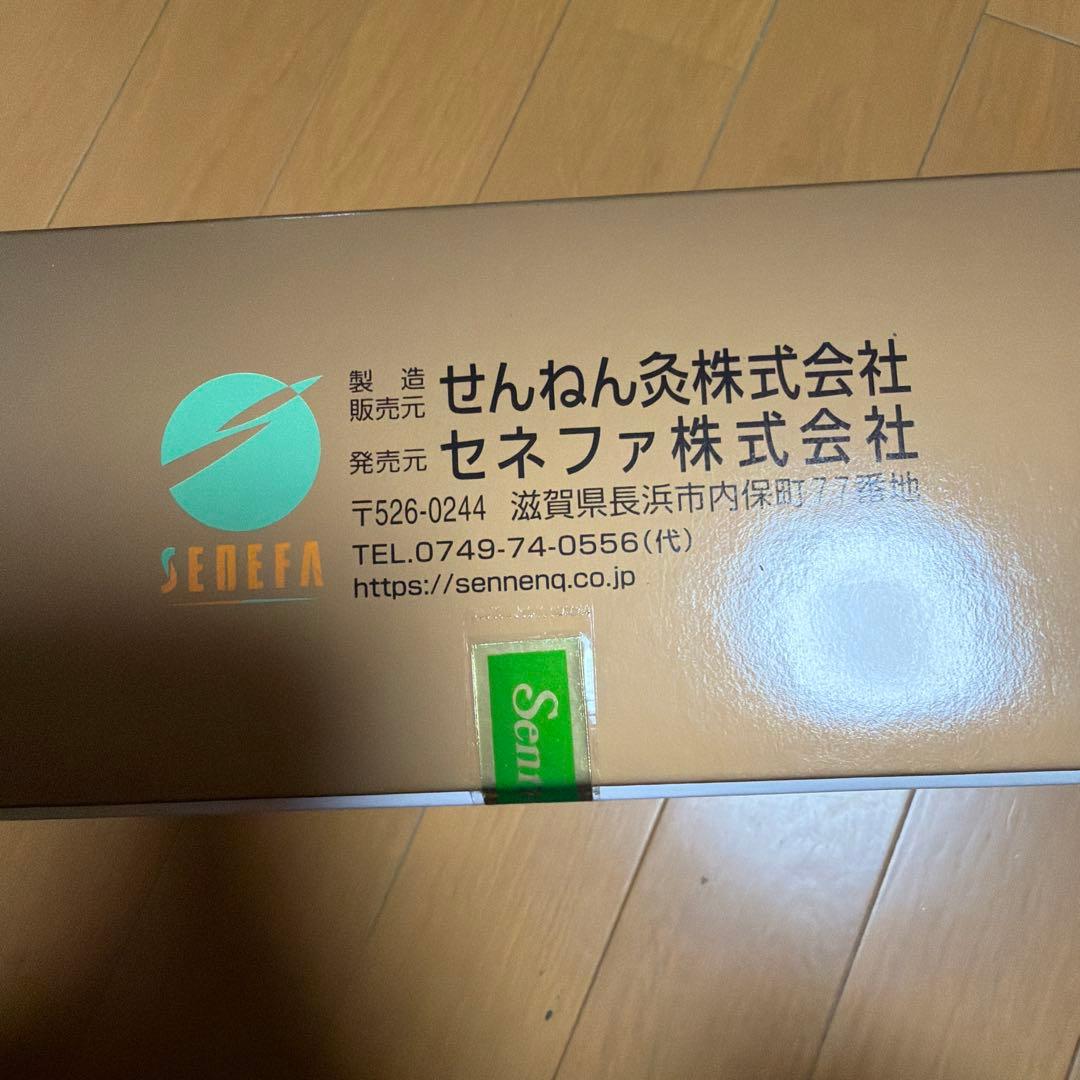 製造
販売元 せんねん灸株式会社
発売元 セネファ株式会社
〒526-0244 滋賀県長浜市内保町77番地
TEL.0749-74-0556(代)
https://sennenq.co.jp
SENEFA
Senn